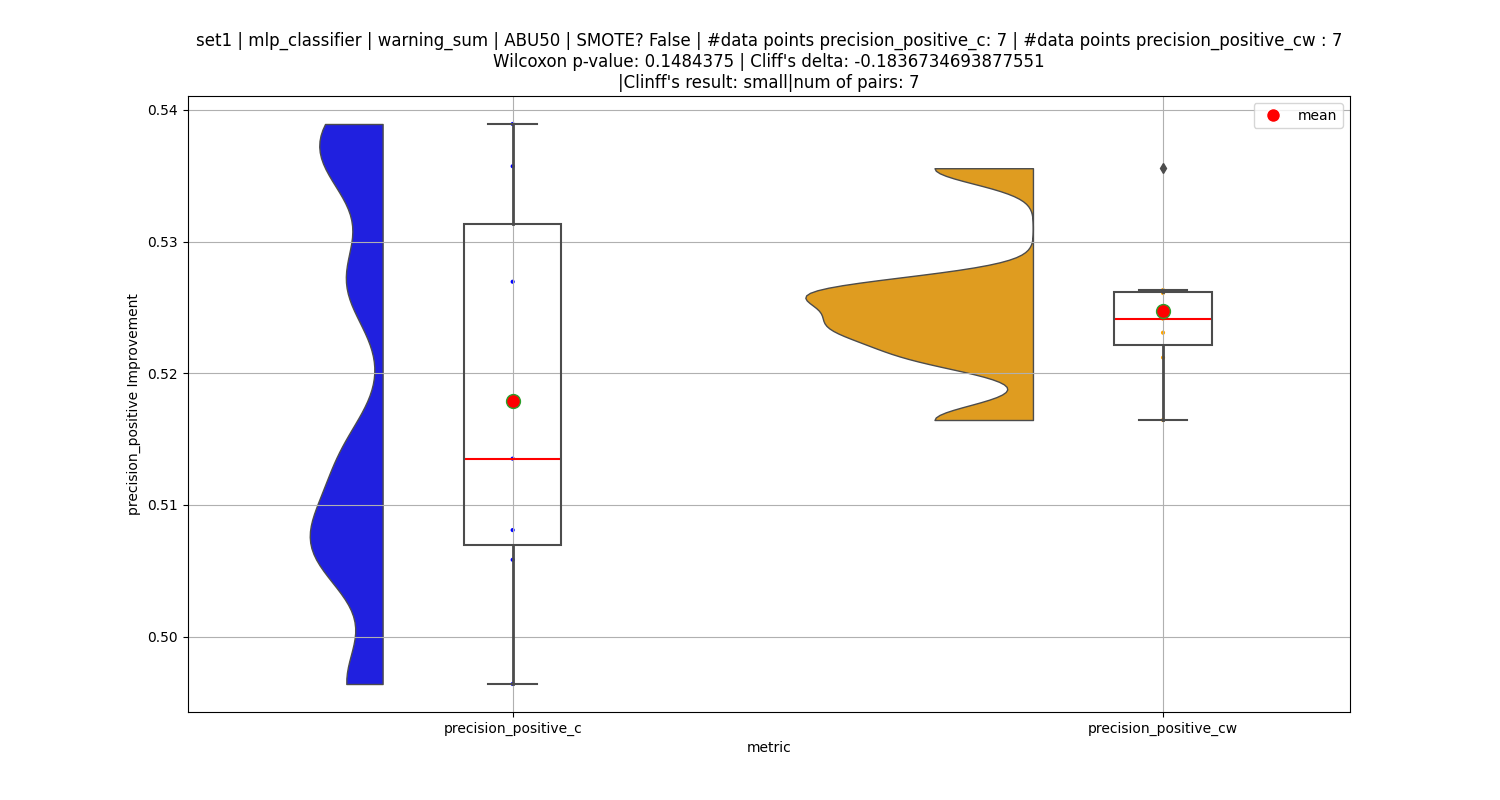 set1 | mlp_classifier | warning_sum | ABU50 | SMOTE? False | #data points precision_positive_c: 7 | #data points precision_positive_cw : 7
Wilcoxon p-value: 0.1484375 | Cliff's delta: -0.1836734693877551
|Clinff's result: small|num of pairs: 7
mean
0.54
0.53
0.52
0.51
0.50
precision_positive Improvement
precision_positive_c
precision_positive_cw
metric